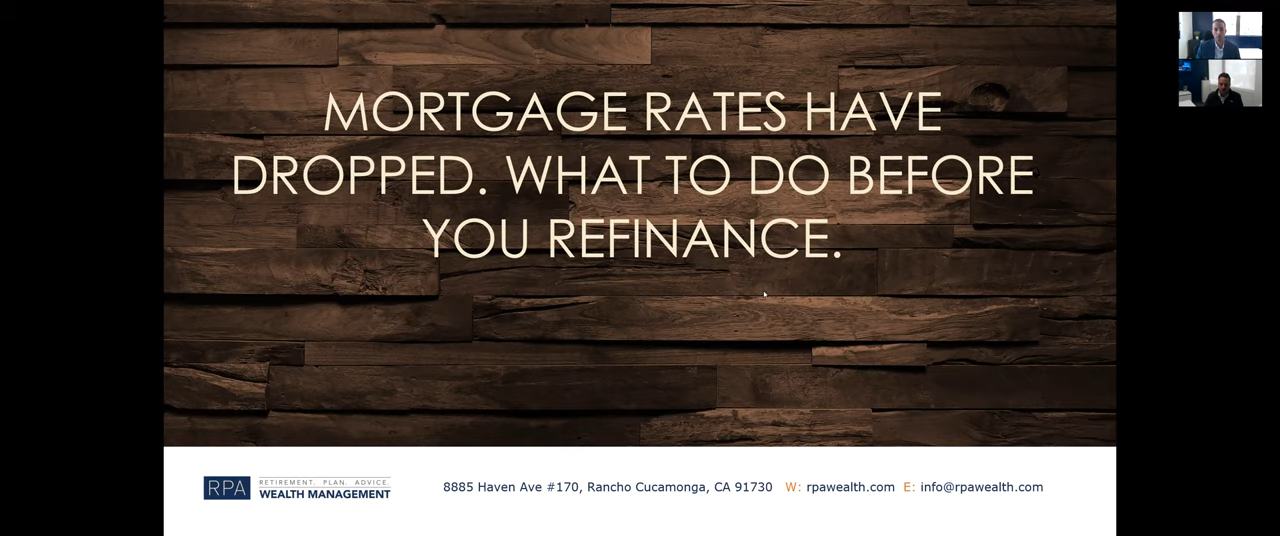 MORTGAGE RATES HAVE
DROPPED. WHAT TO DO BEFORE
YOU REFINANCE.
RPA
RETIREMENT. PLAN. ADVICE.
WEALTH MANAGEMENT
8885 Haven Ave #170, Rancho Cucamonga, CA 91730 W: rpawealth.com E: info@rpawealth.com